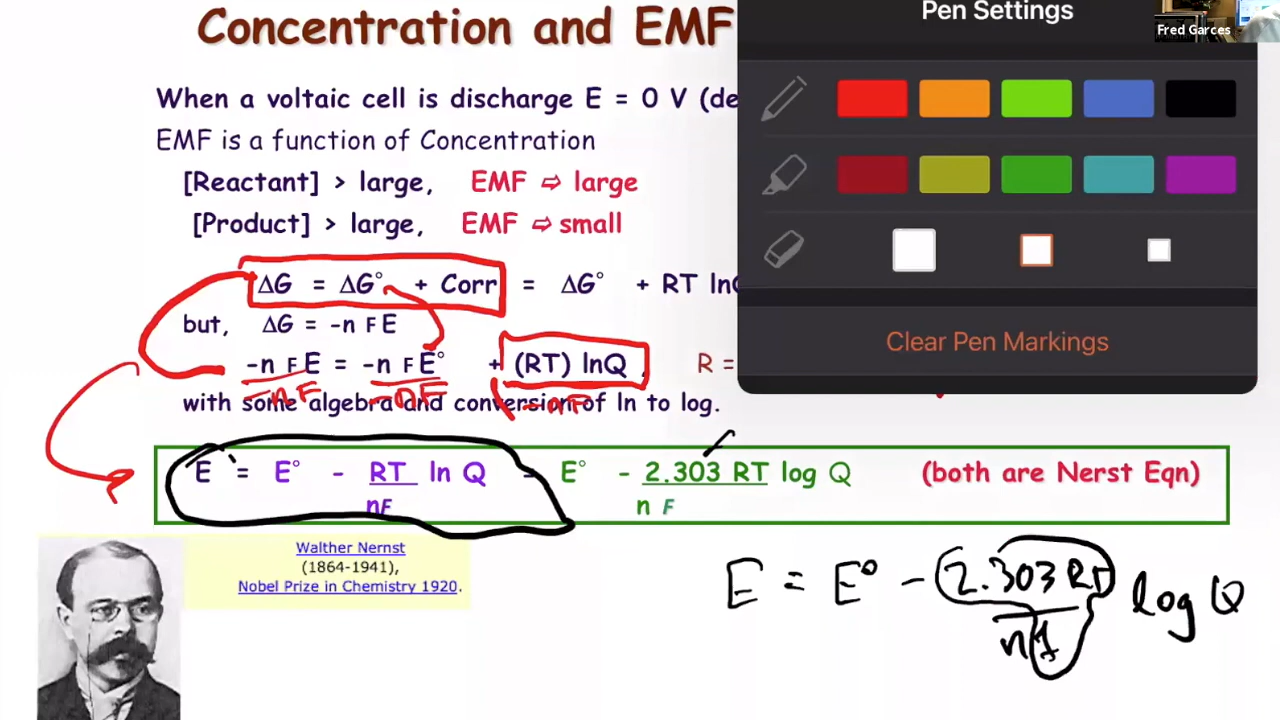 Concentration and EMF
Pen Settings
Fred Garces
When a voltaic cell is discharge E = 0 V (de
EMF is a function of Concentration
[Reactant] > large, EMF ⇨ large
[Product] > large, EMF ⇨ small
ΔG = ΔG° + Corr = ΔG° + RT ln
Clear Pen Markings
but, ΔG = -n F E
-n F E = -n F E° + (RT) lnQ R =
-nF -nF -nF
with some algebra and conversion of ln to log.
E = E° - RT ln Q = E° - 2.303 RT log Q (both are Nerst Eqn)
nF n F
Walther Nernst
(1864-1941),
Nobel Prize in Chemistry 1920.
E = E° - 2.303 RT log Q